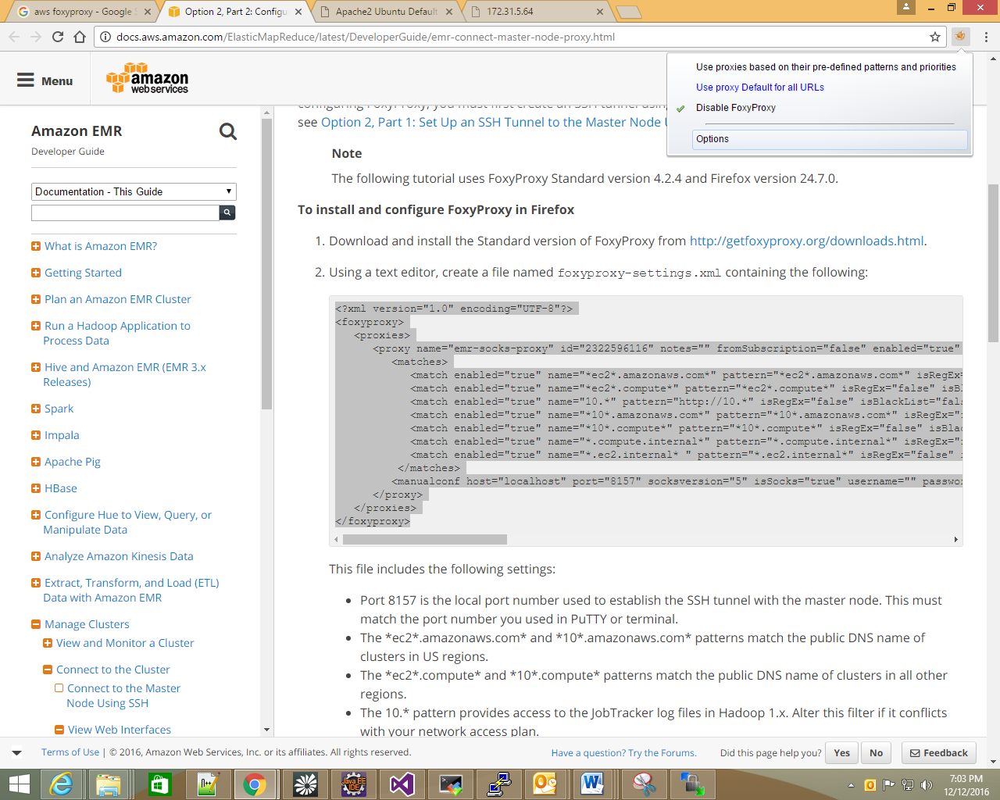 aws foxyproxy - Google S
Option 2, Part 2: Configu
Apache2 Ubuntu Default
172.31.5.64
docs.aws.amazon.com/ElasticMapReduce/latest/DeveloperGuide/emr-connect-master-node-proxy.html
Use proxies based on their pre-defined patterns and priorities
Use proxy Default for all URLs
Disable FoxyProxy
Options
Menu
amazon
web services
Amazon EMR
Developer Guide
Documentation - This Guide
What is Amazon EMR?
Getting Started
Plan an Amazon EMR Cluster
Run a Hadoop Application to
Process Data
Hive and Amazon EMR (EMR 3.x
Releases)
Spark
Impala
Apache Pig
HBase
Configure Hue to View, Query, or
Manipulate Data
Analyze Amazon Kinesis Data
Extract, Transform, and Load (ETL)
Data with Amazon EMR
Manage Clusters
View and Monitor a Cluster
Connect to the Cluster
Connect to the Master
Node Using SSH
View Web Interfaces
configuring FoxyProxy, you must first create an SSH tunnel using
see Option 2, Part 1: Set Up an SSH Tunnel to the Master Node U
Note
The following tutorial uses FoxyProxy Standard version 4.2.4 and Firefox version 24.7.0.
To install and configure FoxyProxy in Firefox
1. Download and install the Standard version of FoxyProxy from http://getfoxyproxy.org/downloads.html.
2. Using a text editor, create a file named foxyproxy-settings.xml containing the following:
<?xml version="1.0" encoding="UTF-8"?>
<foxyproxy>
<proxies>
<proxy name="emr-socks-proxy" id="2322596116" notes="" fromSubscription="false" enabled="true"
<matches>
<match enabled="true" name="*ec2*.amazonaws.com*" pattern="*ec2*.amazonaws.com*" isRegEx=
<match enabled="true" name="*ec2*.compute*" pattern="*ec2*.compute*" isRegEx="false" isBl
<match enabled="true" name="10.*" pattern="http://10.*" isRegEx="false" isBlackList="fals
<match enabled="true" name="*10*.amazonaws.com*" pattern="*10*.amazonaws.com*" isRegEx="
<match enabled="true" name="*10*.compute*" pattern="*10*.compute*" isRegEx="false" isBlac
<match enabled="true" name="*.compute.internal*" pattern="*.compute.internal*" isRegEx="
<match enabled="true" name="*.ec2.internal* " pattern="*.ec2.internal*" isRegEx="false" i
</matches>
<manualconf host="localhost" port="8157" socksversion="5" isSocks="true" username="" passwor
</proxy>
</proxies>
</foxyproxy>
This file includes the following settings:
• Port 8157 is the local port number used to establish the SSH tunnel with the master node. This must
match the port number you used in PuTTY or terminal.
• The *ec2*.amazonaws.com* and *10*.amazonaws.com* patterns match the public DNS name of
clusters in US regions.
• The *ec2*.compute* and *10*.compute* patterns match the public DNS name of clusters in all other
regions.
• The 10.* pattern provides access to the JobTracker log files in Hadoop 1.x. Alter this filter if it conflicts
with your network access plan.
Terms of Use | © 2016, Amazon Web Services, Inc. or its affiliates. All rights reserved.
Have a question? Try the Forums.
Did this page help you?
Yes
No
Feedback
Java EE
IDE
7:03 PM
12/12/2016